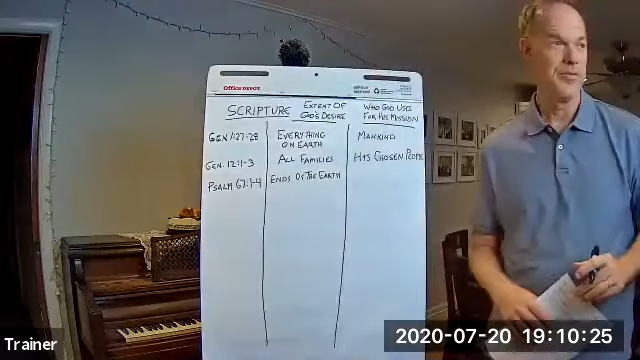 Office DEPOT
SCRIPTURE
EXTENT OF
GOD'S DESIRE
WHO GOD USES
FOR HIS MISSION
GEN 1:27-28
EVERYTHING
ON EARTH
MANKIND
GEN. 12:1-3
ALL FAMILIES
HIS CHOSEN PEOPLE
PSALM 67:1-4
ENDS OF THE EARTH
Trainer
2020-07-20 19:10:25